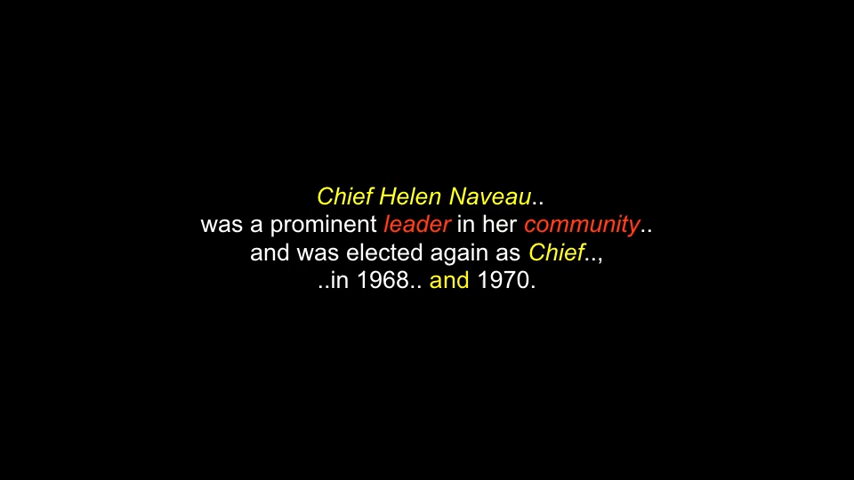 Chief Helen Naveau..
was a prominent leader in her community..
and was elected again as Chief..,
..in 1968.. and 1970.